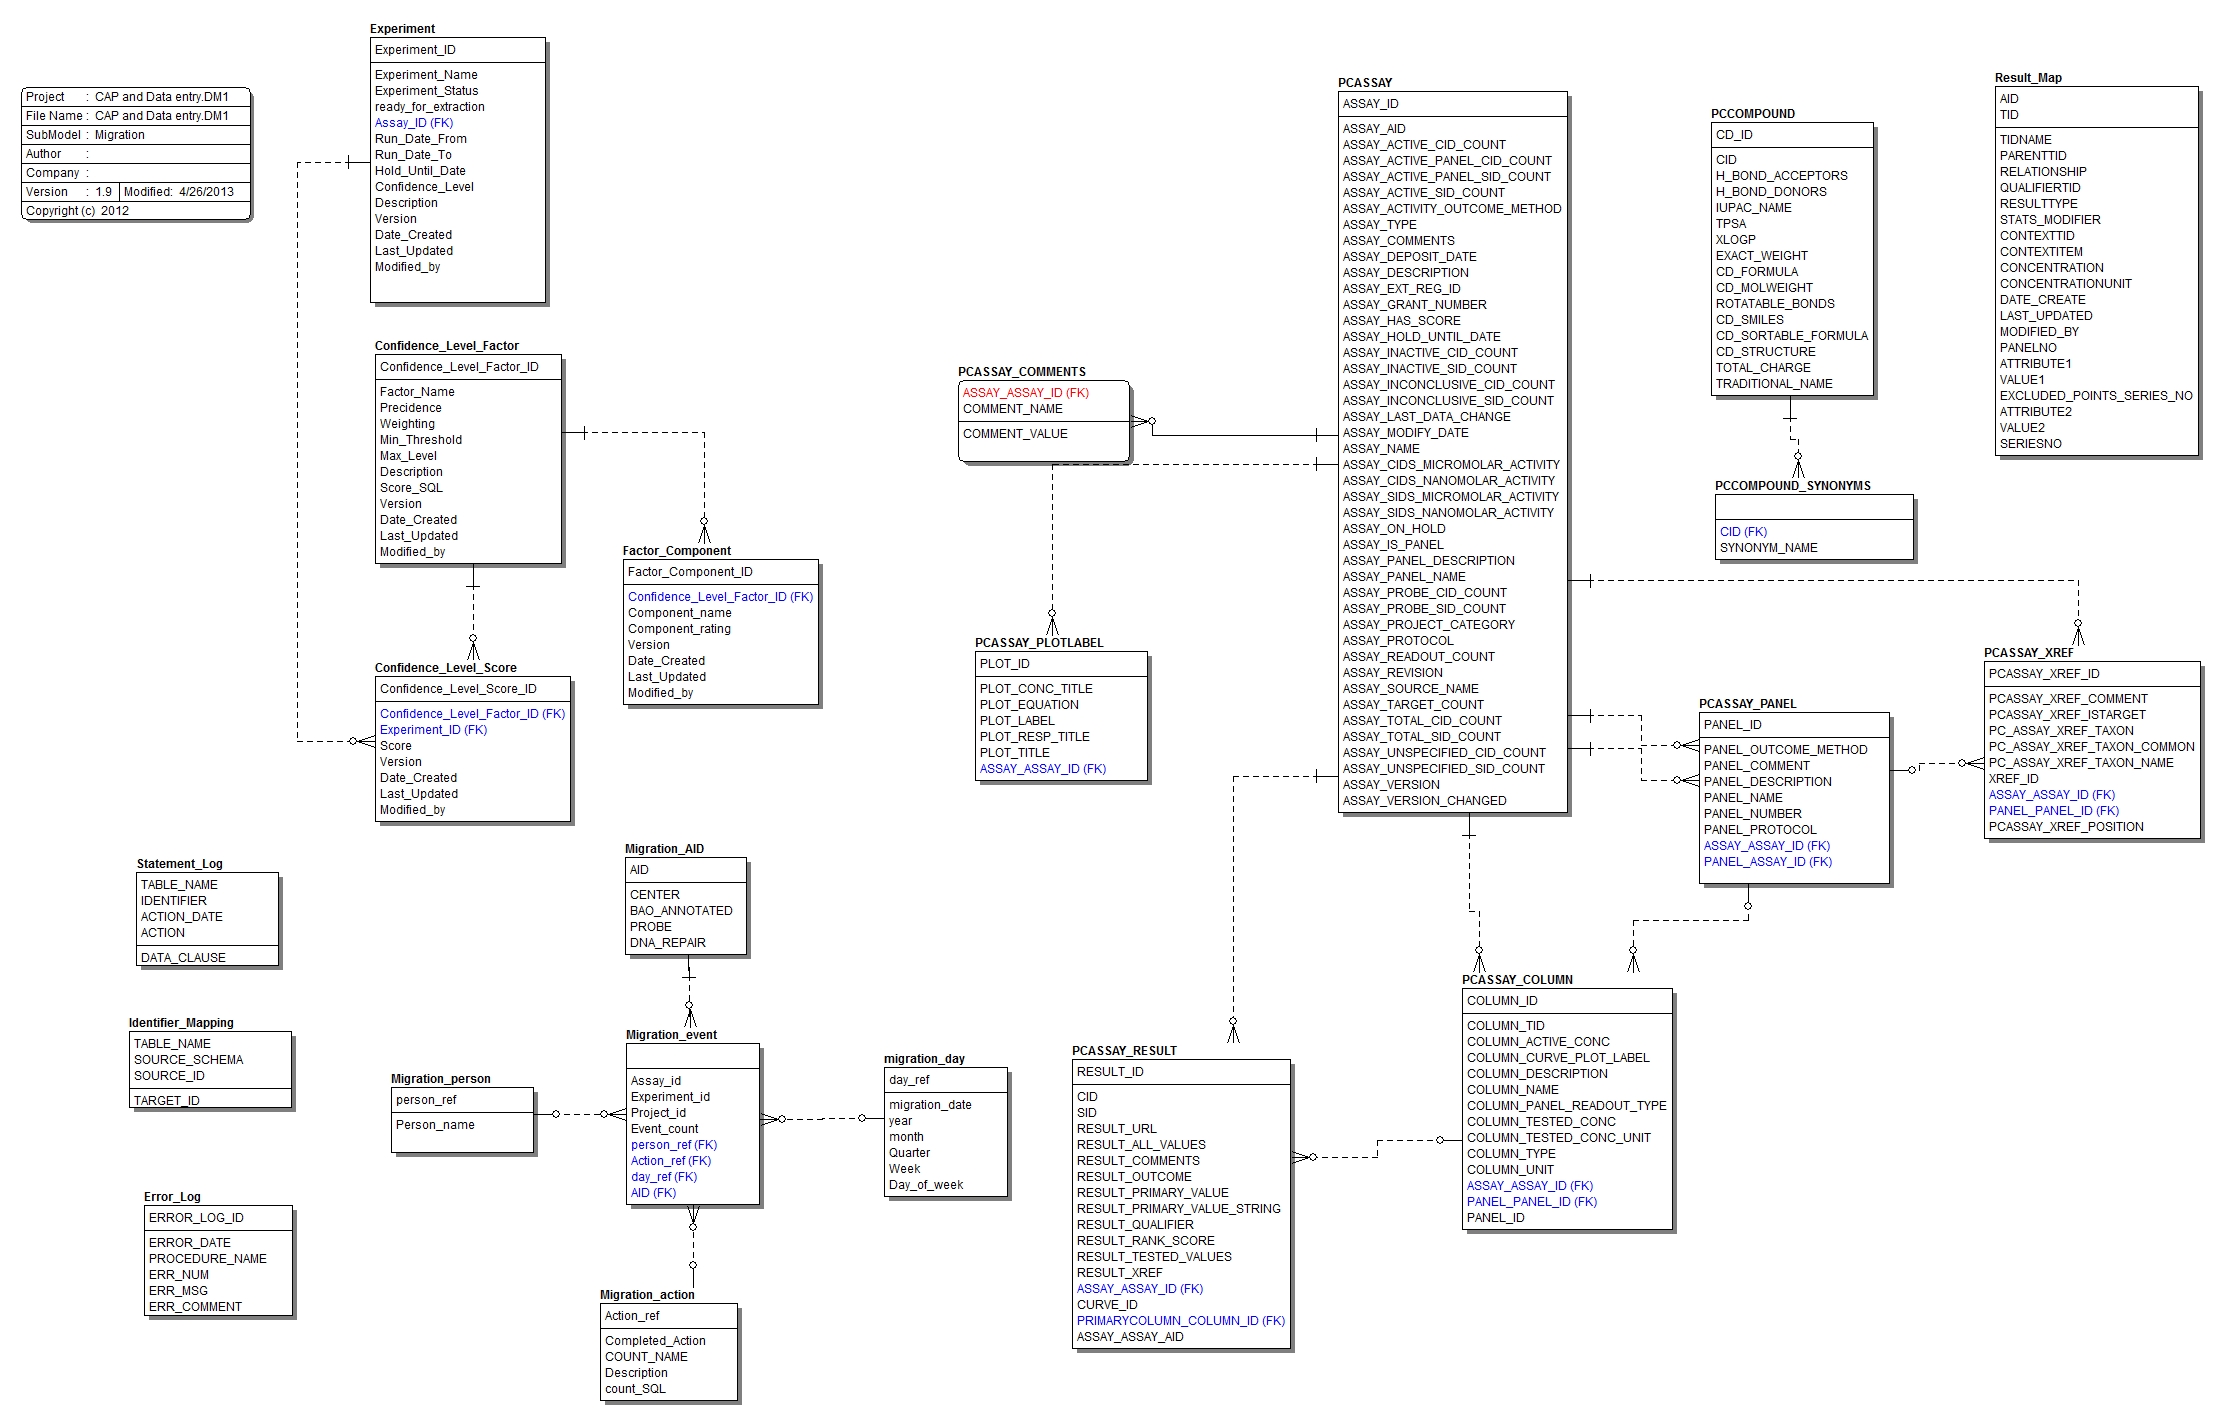 Project : CAP and Data entry.DM1
File Name : CAP and Data entry.DM1
SubModel : Migration
Author :
Company :
Version : 1.9 Modified: 4/26/2013
Copyright (c) 2012
Experiment
Experiment_ID
Experiment_Name
Experiment_Status
ready_for_extraction
Assay_ID (FK)
Run_Date_From
Run_Date_To
Hold_Until_Date
Confidence_Level
Description
Version
Date_Created
Last_Updated
Modified_by
Confidence_Level_Factor
Confidence_Level_Factor_ID
Factor_Name
Precidence
Weighting
Min_Threshold
Max_Level
Description
Score_SQL
Version
Date_Created
Last_Updated
Modified_by
Factor_Component
Factor_Component_ID
Confidence_Level_Factor_ID (FK)
Component_name
Component_rating
Version
Date_Created
Last_Updated
Modified_by
Confidence_Level_Score
Confidence_Level_Score_ID
Confidence_Level_Factor_ID (FK)
Experiment_ID (FK)
Score
Version
Date_Created
Last_Updated
Modified_by
Statement_Log
TABLE_NAME
IDENTIFIER
ACTION_DATE
ACTION
DATA_CLAUSE
Identifier_Mapping
TABLE_NAME
SOURCE_SCHEMA
SOURCE_ID
TARGET_ID
Error_Log
ERROR_LOG_ID
ERROR_DATE
PROCEDURE_NAME
ERR_NUM
ERR_MSG
ERR_COMMENT
Migration_AID
AID
CENTER
BAO_ANNOTATED
PROBE
DNA_REPAIR
Migration_person
person_ref
Person_name
Migration_event
Assay_id
Experiment_id
Project_id
Event_count
person_ref (FK)
Action_ref (FK)
day_ref (FK)
AID (FK)
migration_day
day_ref
migration_date
year
month
Quarter
Week
Day_of_week
Migration_action
Action_ref
Completed_Action
COUNT_NAME
Description
count_SQL
PCASSAY_COMMENTS
ASSAY_ASSAY_ID (FK)
COMMENT_NAME
COMMENT_VALUE
PCASSAY_PLOTLABEL
PLOT_ID
PLOT_CONC_TITLE
PLOT_EQUATION
PLOT_LABEL
PLOT_RESP_TITLE
PLOT_TITLE
ASSAY_ASSAY_ID (FK)
PCASSAY
ASSAY_ID
ASSAY_AID
ASSAY_ACTIVE_CID_COUNT
ASSAY_ACTIVE_PANEL_CID_COUNT
ASSAY_ACTIVE_PANEL_SID_COUNT
ASSAY_ACTIVE_SID_COUNT
ASSAY_ACTIVITY_OUTCOME_METHOD
ASSAY_TYPE
ASSAY_COMMENTS
ASSAY_DEPOSIT_DATE
ASSAY_DESCRIPTION
ASSAY_EXT_REG_ID
ASSAY_GRANT_NUMBER
ASSAY_HAS_SCORE
ASSAY_HOLD_UNTIL_DATE
ASSAY_INACTIVE_CID_COUNT
ASSAY_INACTIVE_SID_COUNT
ASSAY_INCONCLUSIVE_CID_COUNT
ASSAY_INCONCLUSIVE_SID_COUNT
ASSAY_LAST_DATA_CHANGE
ASSAY_MODIFY_DATE
ASSAY_NAME
ASSAY_CIDS_MICROMOLAR_ACTIVITY
ASSAY_CIDS_NANOMOLAR_ACTIVITY
ASSAY_SIDS_MICROMOLAR_ACTIVITY
ASSAY_SIDS_NANOMOLAR_ACTIVITY
ASSAY_ON_HOLD
ASSAY_IS_PANEL
ASSAY_PANEL_DESCRIPTION
ASSAY_PANEL_NAME
ASSAY_PROBE_CID_COUNT
ASSAY_PROBE_SID_COUNT
ASSAY_PROJECT_CATEGORY
ASSAY_PROTOCOL
ASSAY_READOUT_COUNT
ASSAY_REVISION
ASSAY_SOURCE_NAME
ASSAY_TARGET_COUNT
ASSAY_TOTAL_CID_COUNT
ASSAY_TOTAL_SID_COUNT
ASSAY_UNSPECIFIED_CID_COUNT
ASSAY_UNSPECIFIED_SID_COUNT
ASSAY_VERSION
ASSAY_VERSION_CHANGED
PCCOMPOUND
CD_ID
CID
H_BOND_ACCEPTORS
H_BOND_DONORS
IUPAC_NAME
TPSA
XLOGP
EXACT_WEIGHT
CD_FORMULA
CD_MOLWEIGHT
ROTATABLE_BONDS
CD_SMILES
CD_SORTABLE_FORMULA
CD_STRUCTURE
TOTAL_CHARGE
TRADITIONAL_NAME
PCCOMPOUND_SYNONYMS
CID (FK)
SYNONYM_NAME
Result_Map
AID
TID
TIDNAME
PARENTTID
RELATIONSHIP
QUALIFIERTID
RESULTTYPE
STATS_MODIFIER
CONTEXTTID
CONTEXTITEM
CONCENTRATION
CONCENTRATIONUNIT
DATE_CREATE
LAST_UPDATED
MODIFIED_BY
PANELNO
ATTRIBUTE1
VALUE1
EXCLUDED_POINTS_SERIES_NO
ATTRIBUTE2
VALUE2
SERIESNO
PCASSAY_XREF
PCASSAY_XREF_ID
PCASSAY_XREF_COMMENT
PCASSAY_XREF_ISTARGET
PC_ASSAY_XREF_TAXON
PC_ASSAY_XREF_TAXON_COMMON
PC_ASSAY_XREF_TAXON_NAME
XREF_ID
ASSAY_ASSAY_ID (FK)
PANEL_PANEL_ID (FK)
PCASSAY_XREF_POSITION
PCASSAY_PANEL
PANEL_ID
PANEL_OUTCOME_METHOD
PANEL_COMMENT
PANEL_DESCRIPTION
PANEL_NAME
PANEL_NUMBER
PANEL_PROTOCOL
ASSAY_ASSAY_ID (FK)
PANEL_ASSAY_ID (FK)
PCASSAY_COLUMN
COLUMN_ID
COLUMN_TID
COLUMN_ACTIVE_CONC
COLUMN_CURVE_PLOT_LABEL
COLUMN_DESCRIPTION
COLUMN_NAME
COLUMN_PANEL_READOUT_TYPE
COLUMN_TESTED_CONC
COLUMN_TESTED_CONC_UNIT
COLUMN_TYPE
COLUMN_UNIT
ASSAY_ASSAY_ID (FK)
PANEL_PANEL_ID (FK)
PANEL_ID
PCASSAY_RESULT
RESULT_ID
CID
SID
RESULT_URL
RESULT_ALL_VALUES
RESULT_COMMENTS
RESULT_OUTCOME
RESULT_PRIMARY_VALUE
RESULT_PRIMARY_VALUE_STRING
RESULT_QUALIFIER
RESULT_RANK_SCORE
RESULT_TESTED_VALUES
RESULT_XREF
ASSAY_ASSAY_ID (FK)
CURVE_ID
PRIMARYCOLUMN_COLUMN_ID (FK)
ASSAY_ASSAY_AID